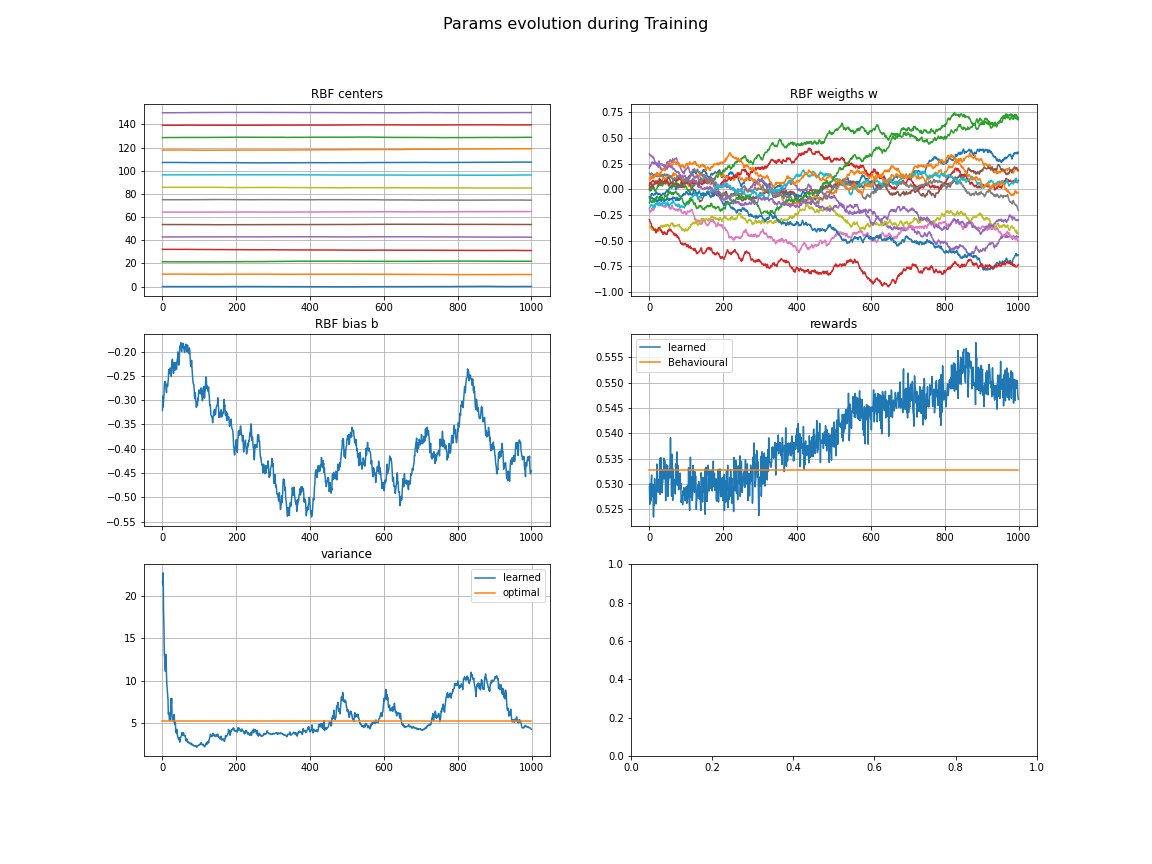 Params evolution during Training
RBF centers
140
120
100
80
60
40
20
0
0 200 400 600 800 1000
RBF weigths w
0.75
0.50
0.25
0.00
−0.25
−0.50
−0.75
−1.00
0 200 400 600 800 1000
RBF bias b
−0.20
−0.25
−0.30
−0.35
−0.40
−0.45
−0.50
−0.55
0 200 400 600 800 1000
rewards
learned
Behavioural
0.555
0.550
0.545
0.540
0.535
0.530
0.525
0 200 400 600 800 1000
variance
learned
optimal
20
15
10
5
0 200 400 600 800 1000
1.0
0.8
0.6
0.4
0.2
0.0
0.0 0.2 0.4 0.6 0.8 1.0